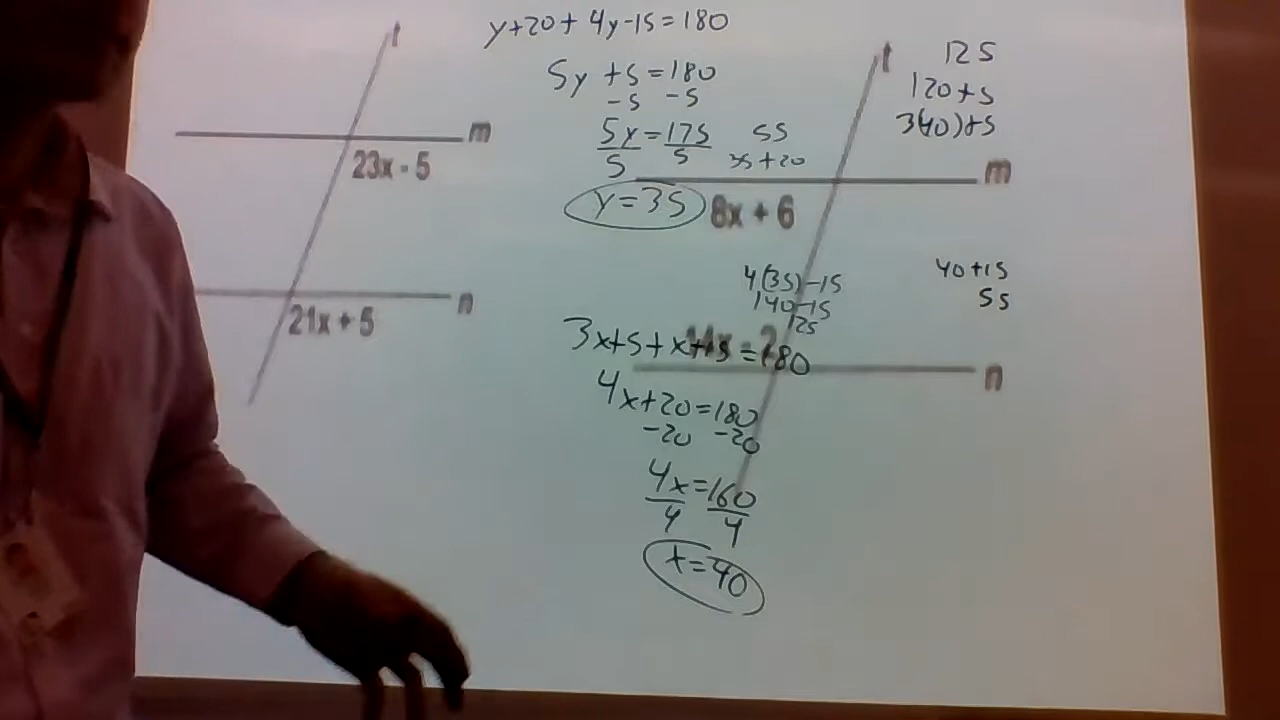 y+20+4y-15=180
5y+5=180
-5 -5
5y=175
5 5
y=35
55
35+20
t
m
23x - 5
n
21x + 5
t
125
120+5
3(40)+5
m
8x + 6
4(35)-15
140-15
125
40+15
55
3x+5+x+15=180
n
4x+20=180
-20 -20
4x=160
4 4
x=40